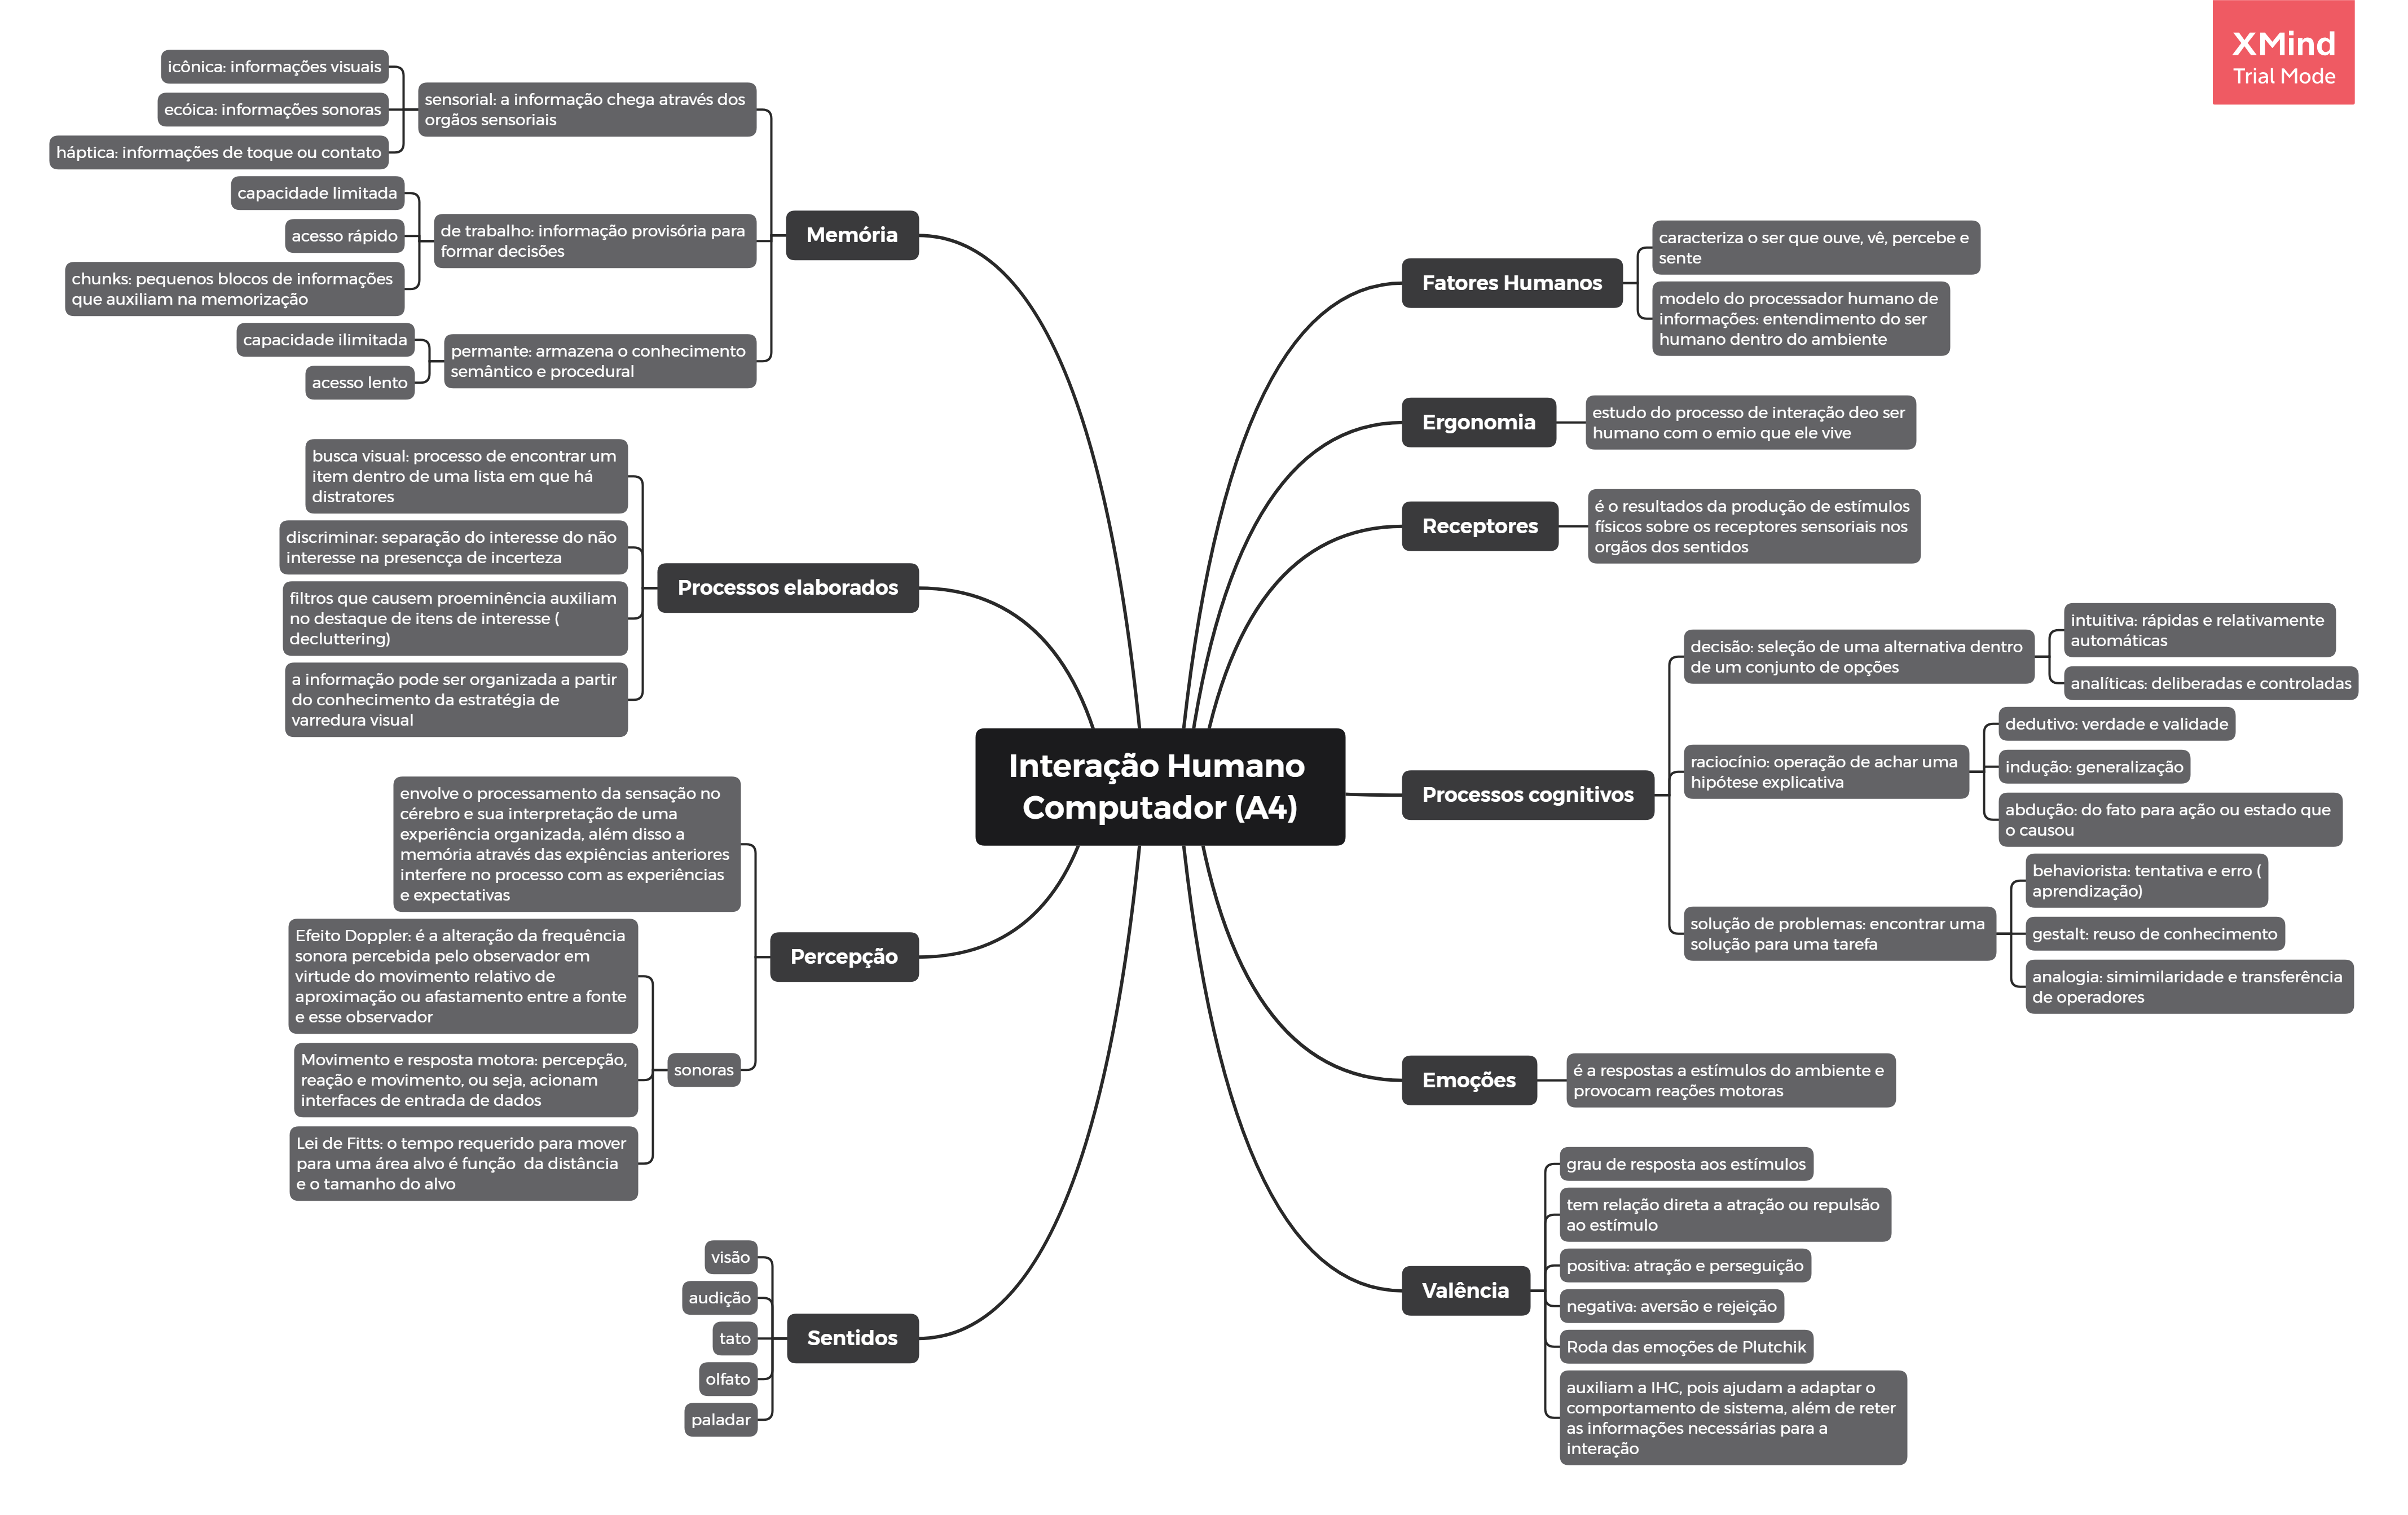 XMind
Trial Mode
Interação Humano
Computador (A4)
Fatores Humanos
caracteriza o ser que ouve, vê, percebe e
sente
modelo do processador humano de
informações: entendimento do ser
humano dentro do ambiente
Ergonomia
estudo do processo de interação deo ser
humano com o emio que ele vive
Receptores
é o resultados da produção de estímulos
físicos sobre os receptores sensoriais nos
orgãos dos sentidos
Processos cognitivos
decisão: seleção de uma alternativa dentro
de um conjunto de opções
intuitiva: rápidas e relativamente
automáticas
analíticas: deliberadas e controladas
raciocínio: operação de achar uma
hipótese explicativa
dedutivo: verdade e validade
indução: generalização
abdução: do fato para ação ou estado que
o causou
solução de problemas: encontrar uma
solução para uma tarefa
behaviorista: tentativa e erro (
aprendização)
gestalt: reuso de conhecimento
analogia: simimilaridade e transferência
de operadores
Emoções
é a respostas a estímulos do ambiente e
provocam reações motoras
Valência
grau de resposta aos estímulos
tem relação direta a atração ou repulsão
ao estímulo
positiva: atração e perseguição
negativa: aversão e rejeição
Roda das emoções de Plutchik
auxiliam a IHC, pois ajudam a adaptar o
comportamento de sistema, além de reter
as informações necessárias para a
interação
Memória
sensorial: a informação chega através dos
orgãos sensoriais
icônica: informações visuais
ecóica: informações sonoras
háptica: informações de toque ou contato
de trabalho: informação provisória para
formar decisões
capacidade limitada
acesso rápido
chunks: pequenos blocos de informações
que auxiliam na memorização
permante: armazena o conhecimento
semântico e procedural
capacidade ilimitada
acesso lento
Processos elaborados
busca visual: processo de encontrar um
item dentro de uma lista em que há
distratores
discriminar: separação do interesse do não
interesse na presencça de incerteza
filtros que causem proeminência auxiliam
no destaque de itens de interesse (
decluttering)
a informação pode ser organizada a partir
do conhecimento da estratégia de
varredura visual
Percepção
envolve o processamento da sensação no
cérebro e sua interpretação de uma
experiência organizada, além disso a
memória através das expiências anteriores
interfere no processo com as experiências
e expectativas
sonoras
Efeito Doppler: é a alteração da frequência
sonora percebida pelo observador em
virtude do movimento relativo de
aproximação ou afastamento entre a fonte
e esse observador
Movimento e resposta motora: percepção,
reação e movimento, ou seja, acionam
interfaces de entrada de dados
Lei de Fitts: o tempo requerido para mover
para uma área alvo é função  da distância
e o tamanho do alvo
Sentidos
visão
audição
tato
olfato
paladar